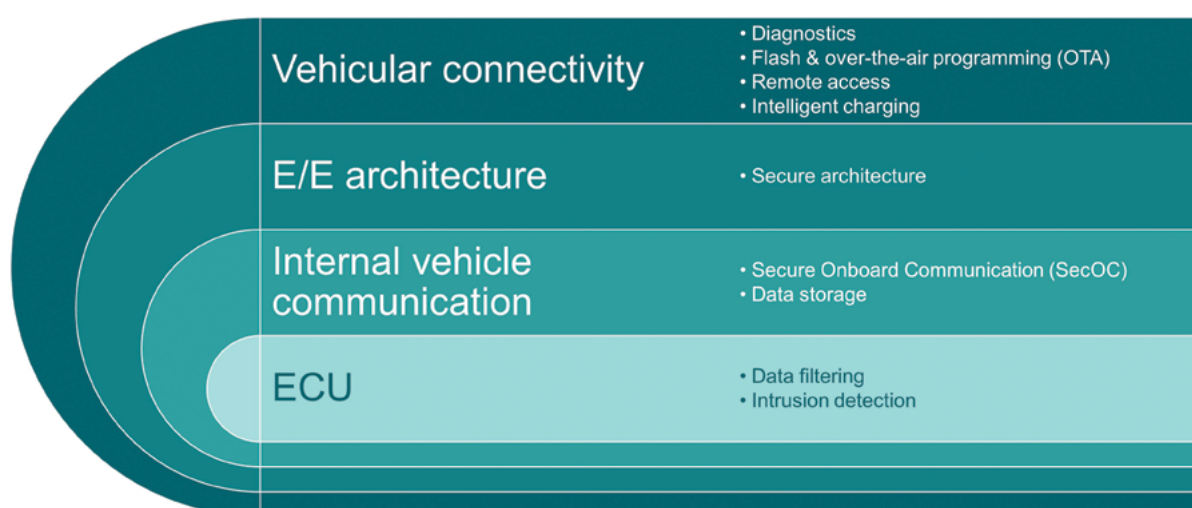 Vehicular connectivity
• Diagnostics
• Flash & over-the-air programming (OTA)
• Remote access
• Intelligent charging
E/E architecture
• Secure architecture
Internal vehicle
communication
• Secure Onboard Communication (SecOC)
• Data storage
ECU
• Data filtering
• Intrusion detection